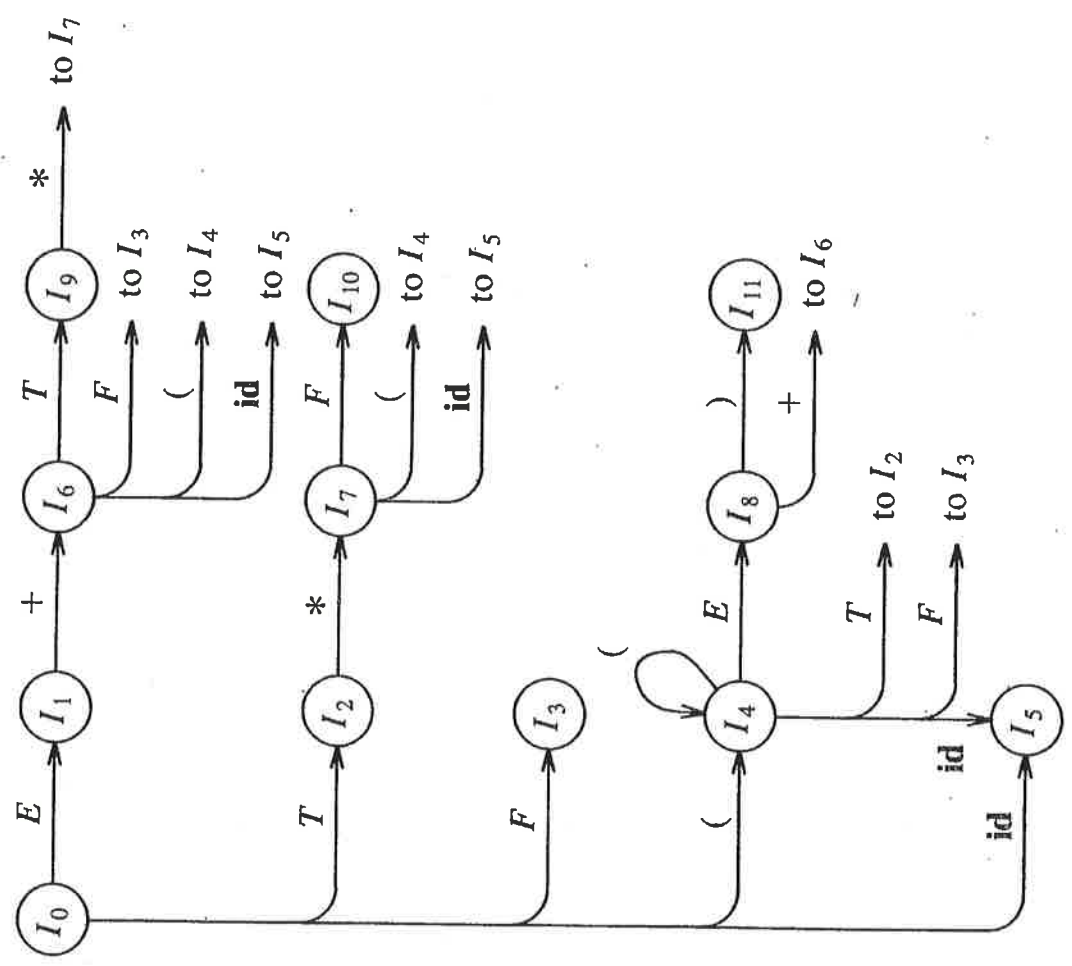 I₀ E I₁ + I₆ T I₉ * to I₇
F to I₃
( to I₄
id to I₅
T I₂ * I₇ F I₁₀
( to I₄
id to I₅
F I₃
(
( I₄ E I₈ ) I₁₁
+ to I₆
T to I₂
F to I₃
id
id I₅